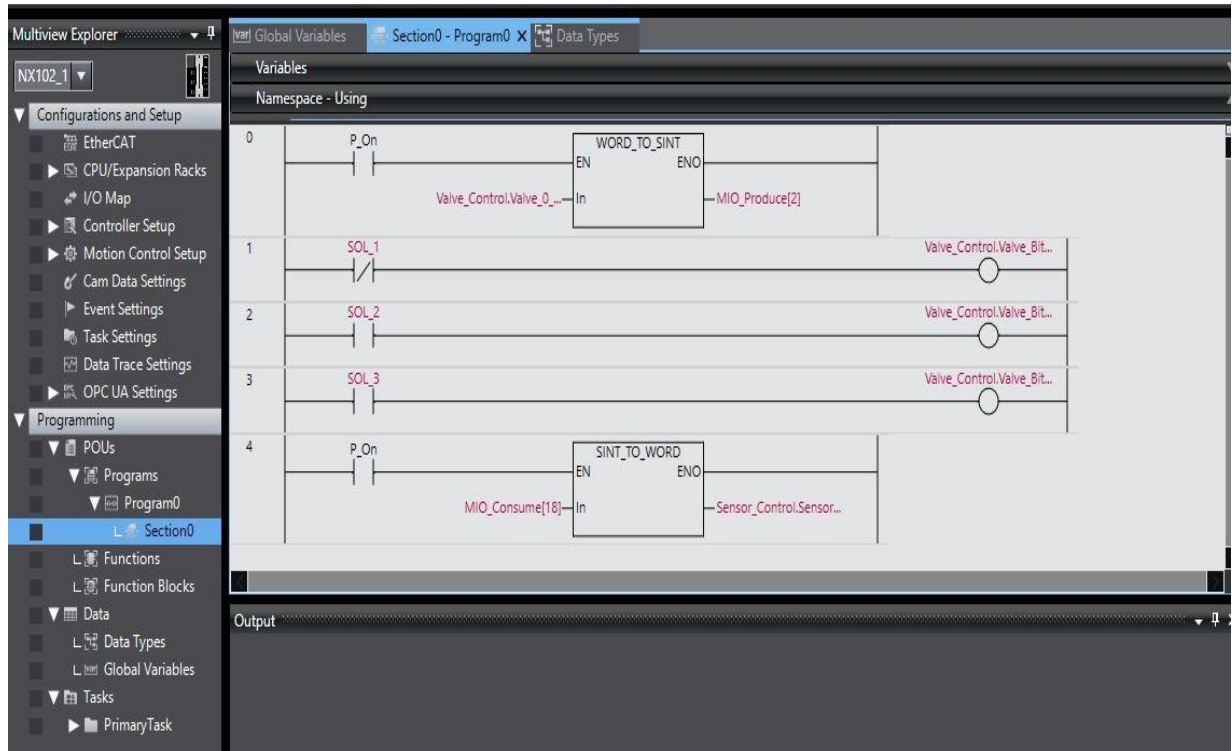 Multiview Explorer
NX102_1
Configurations and Setup
EtherCAT
CPU/Expansion Racks
I/O Map
Controller Setup
Motion Control Setup
Cam Data Settings
Event Settings
Task Settings
Data Trace Settings
OPC UA Settings
Programming
POUs
Programs
Program0
Section0
Functions
Function Blocks
Data
Data Types
Global Variables
Tasks
PrimaryTask
var Global Variables
Section0 - Program0 X
Data Types
Variables
Namespace - Using
0
P_On
WORD_TO_SINT
EN ENO
Valve_Control.Valve_0_... In MIO_Produce[2]
1
SOL_1 Valve_Control.Valve_Bit...
2
SOL_2 Valve_Control.Valve_Bit...
3
SOL_3 Valve_Control.Valve_Bit...
4
P_On
SINT_TO_WORD
EN ENO
MIO_Consume[18] In Sensor_Control.Sensor...
Output